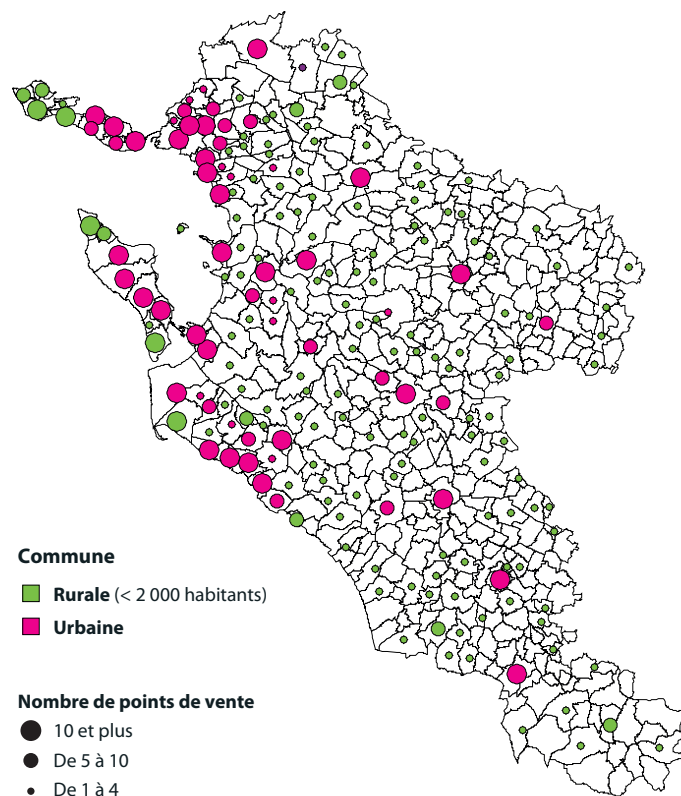 Commune
Rurale (< 2 000 habitants)
Urbaine
Nombre de points de vente
10 et plus
De 5 à 10
De 1 à 4